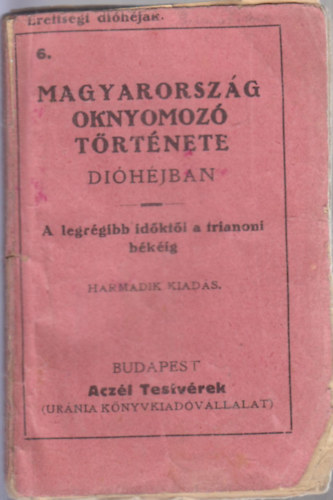 Érettségi dióhéjak.
6.
MAGYARORSZÁG
OKNYOMOZÓ
TÖRTÉNETE
DIÓHÉJBAN
A legrégibb időktől a trianoni
békéig
HARMADIK KIADÁS.
BUDAPEST
Aczél Testvérek
(URANIA KÖNYVKIADÓVÁLLALAT)